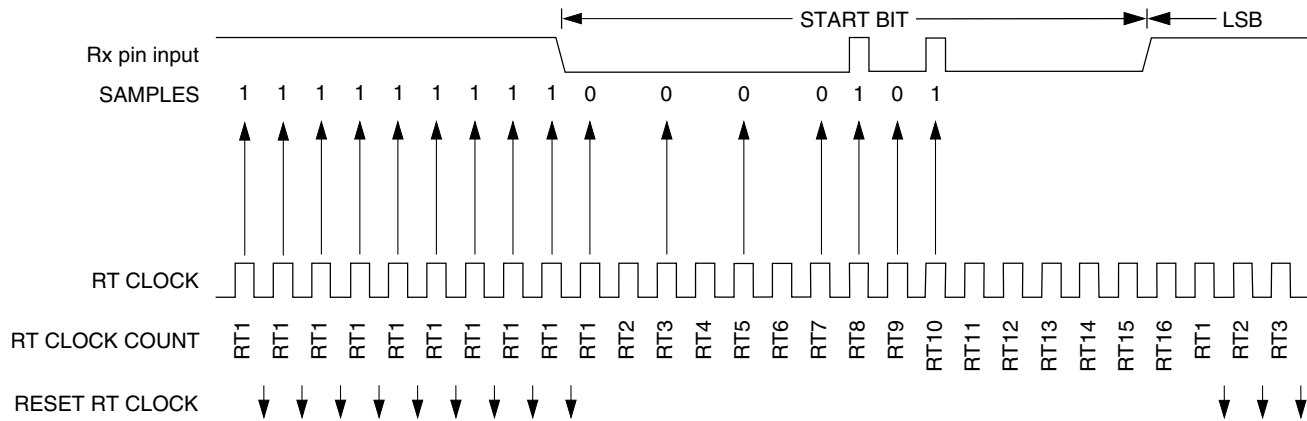 START BIT
LSB
Rx pin input
SAMPLES 1 1 1 1 1 1 1 1 1 0 0 0 0 1 0 1
RT CLOCK
RT CLOCK COUNT RT1 RT1 RT1 RT1 RT1 RT1 RT1 RT1 RT1 RT1 RT2 RT3 RT4 RT5 RT6 RT7 RT8 RT9 RT10 RT11 RT12 RT13 RT14 RT15 RT16 RT1 RT2 RT3
RESET RT CLOCK